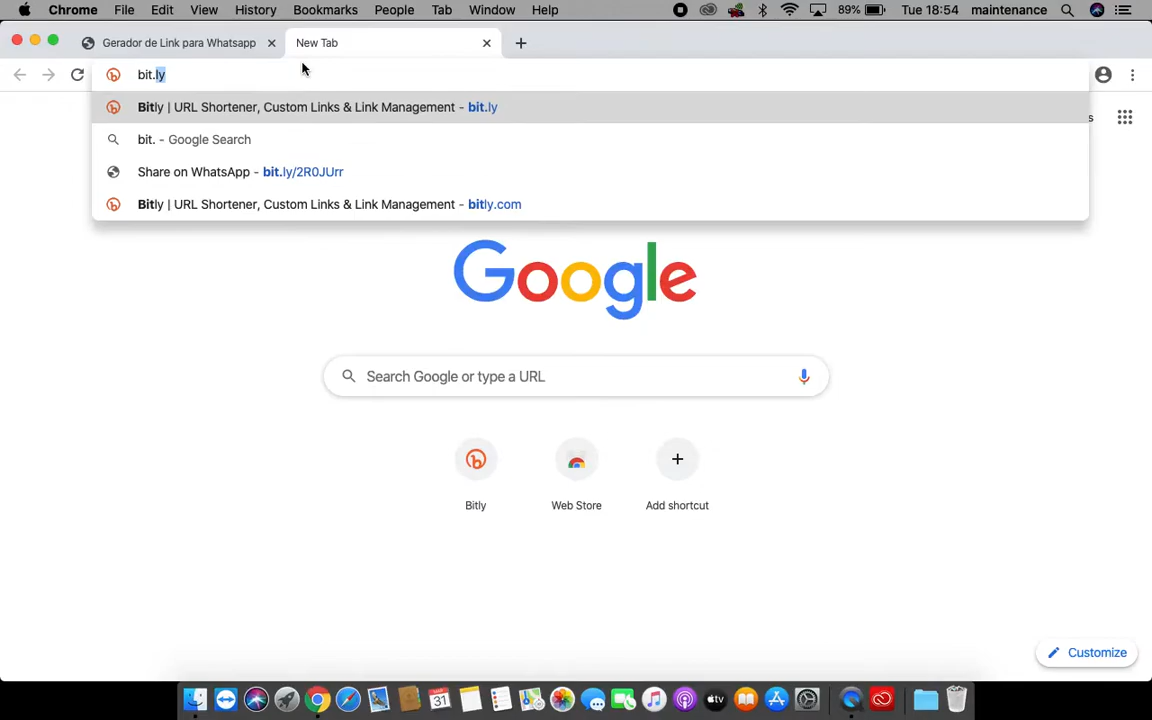 Chrome File Edit View History Bookmarks People Tab Window Help 89% Tue 18:54 maintenance
Gerador de Link para Whatsapp New Tab
bit.ly
Bitly | URL Shortener, Custom Links & Link Management - bit.ly
s
bit. - Google Search
Share on WhatsApp - bit.ly/2R0JUrr
Bitly | URL Shortener, Custom Links & Link Management - bitly.com
Google
Search Google or type a URL
Bitly Web Store Add shortcut
Customize
31
tv